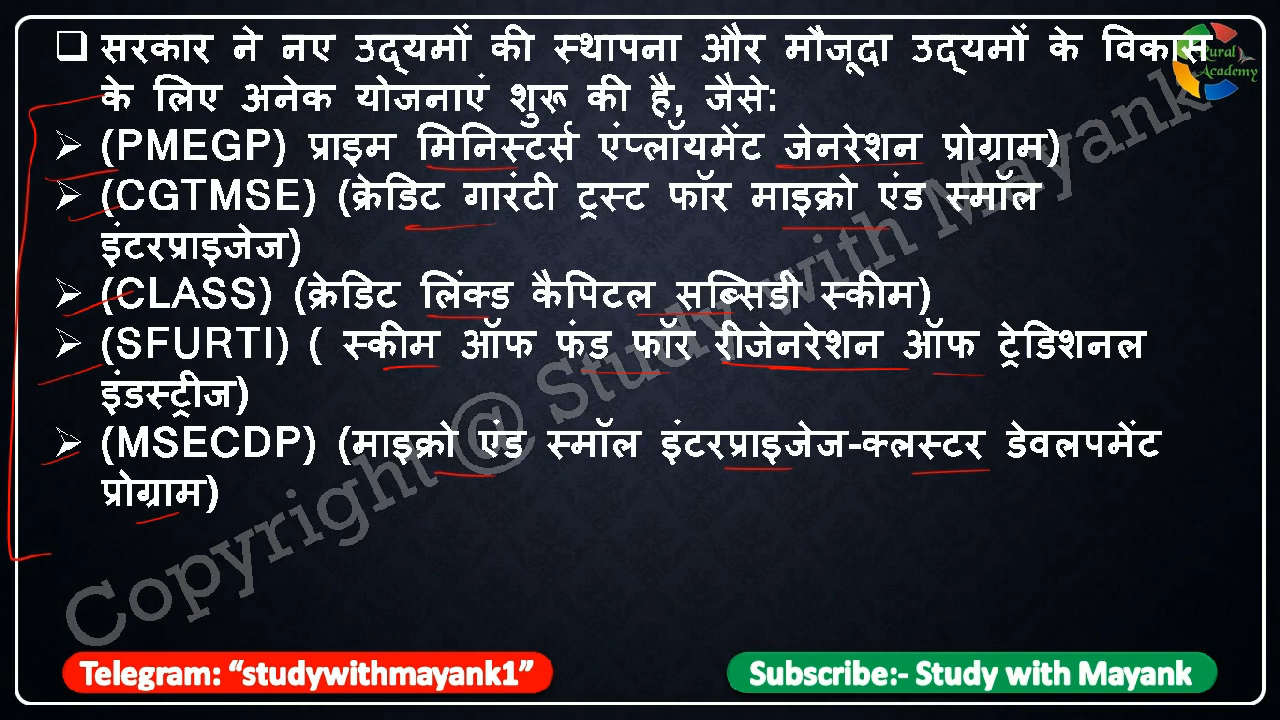 ❑ सरकार ने नए उद्यमों की स्थापना और मौजूदा उद्यमों के विकास
के लिए अनेक योजनाएं शुरू की है, जैसे:
➢ (PMEGP) प्राइम मिनिस्टर्स एंप्लॉयमेंट जेनरेशन प्रोग्राम)
➢ (CGTMSE) (क्रेडिट गारंटी ट्रस्ट फॉर माइक्रो एंड स्मॉल
इंटरप्राइजेज)
➢ (CLASS) (क्रेडिट लिंक्ड कैपिटल सब्सिडी स्कीम)
➢ (SFURTI) ( स्कीम ऑफ फंड फॉर रीजेनरेशन ऑफ ट्रेडिशनल
इंडस्ट्रीज)
➢ (MSECDP) (माइक्रो एंड स्मॉल इंटरप्राइजेज-क्लस्टर डेवलपमेंट
प्रोग्राम)
Rural
Academy
Copyright @ Study with Mayank
Telegram: “studywithmayank1”
Subscribe:- Study with Mayank